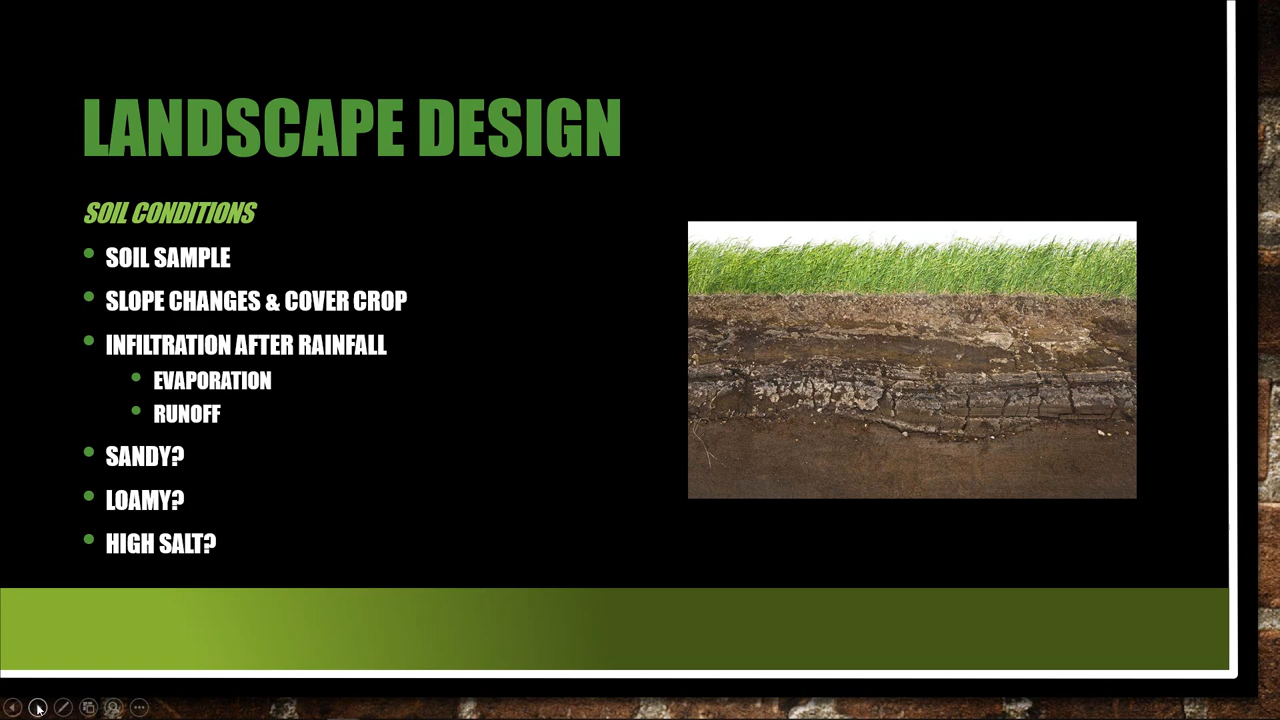 LANDSCAPE DESIGN
SOIL CONDITIONS
SOIL SAMPLE
SLOPE CHANGES & COVER CROP
INFILTRATION AFTER RAINFALL
EVAPORATION
RUNOFF
SANDY?
LOAMY?
HIGH SALT?